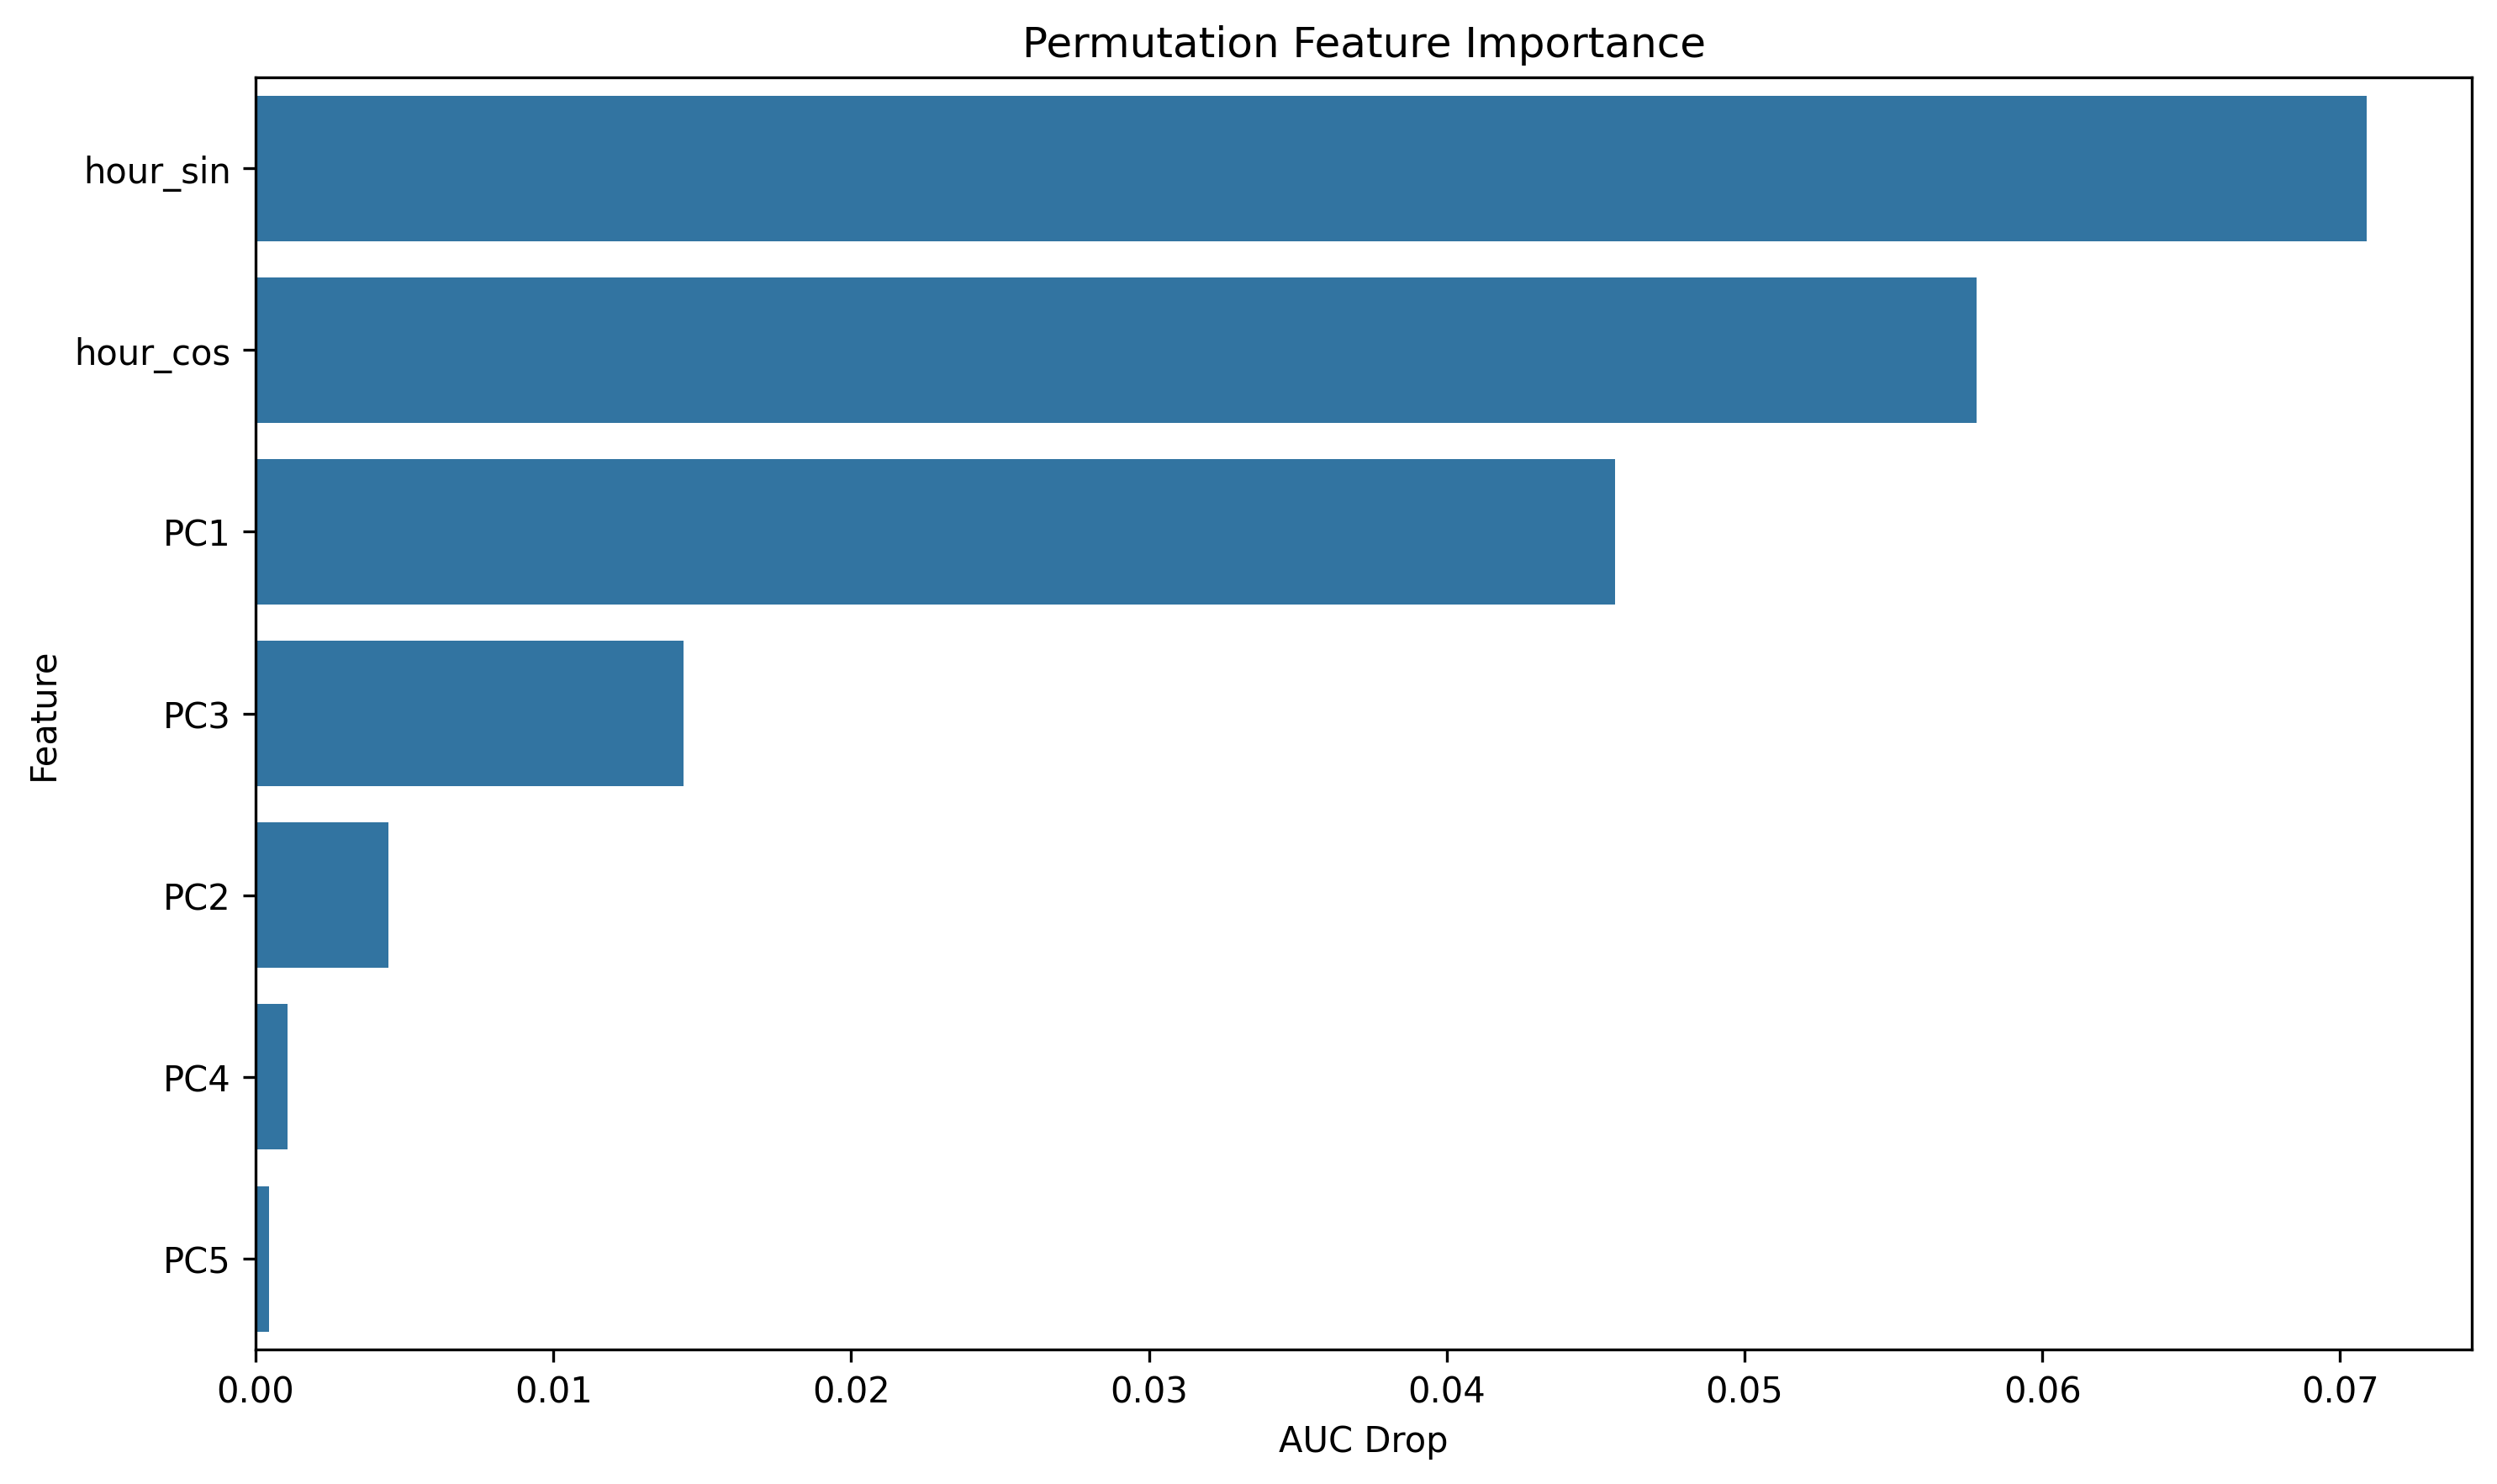 Permutation Feature Importance
hour_sin
hour_cos
PC1
PC3
PC2
PC4
PC5
Feature
0.00 0.01 0.02 0.03 0.04 0.05 0.06 0.07
AUC Drop